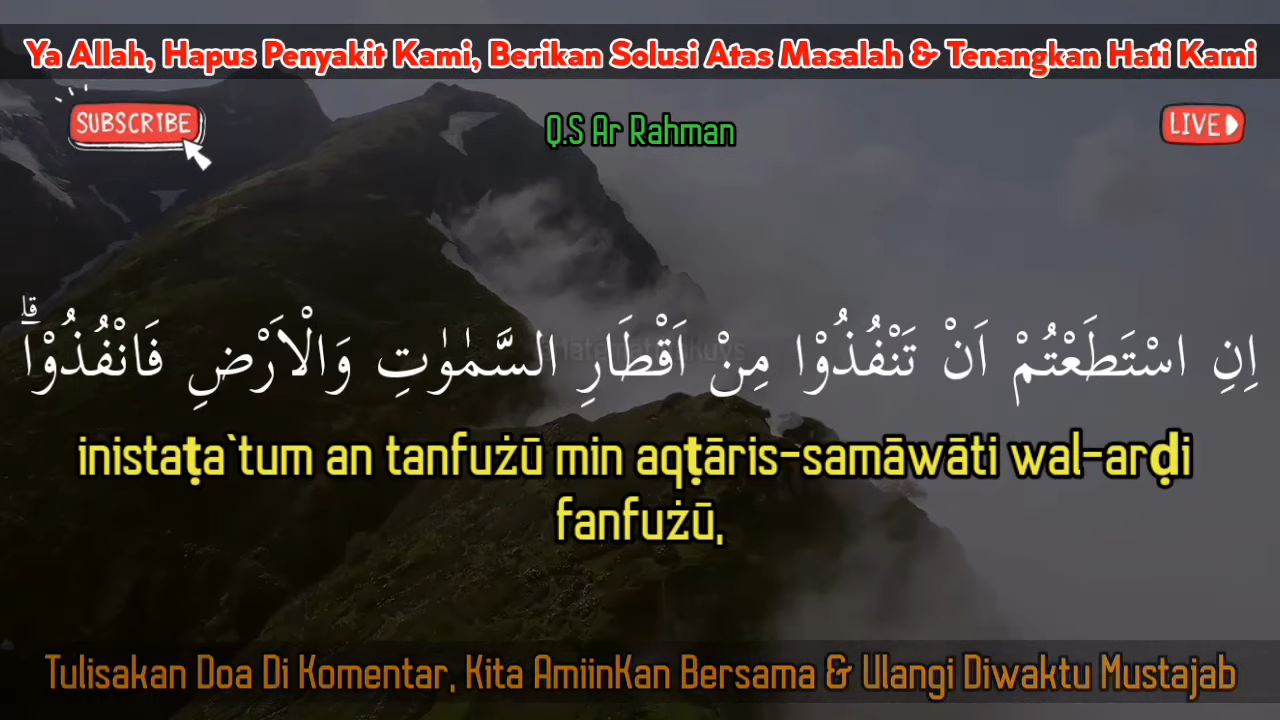 Ya Allah, Hapus Penyakit Kami, Berikan Solusi Atas Masalah & Tenangkan Hati Kami
SUBSCRIBE
Q.S Ar Rahman
LIVE
اِنِ اسْتَطَعْتُمْ اَنْ تَنْفُذُوْا مِنْ اَقْطَارِ السَّمٰوٰتِ وَالْاَرْضِ فَانْفُذُوْاۗ
inistaṭa`tum an tanfużū min aqṭāris-samāwāti wal-arḍi
fanfużū,
Tulisakan Doa Di Komentar, Kita AmiinKan Bersama & Ulangi Diwaktu Mustajab